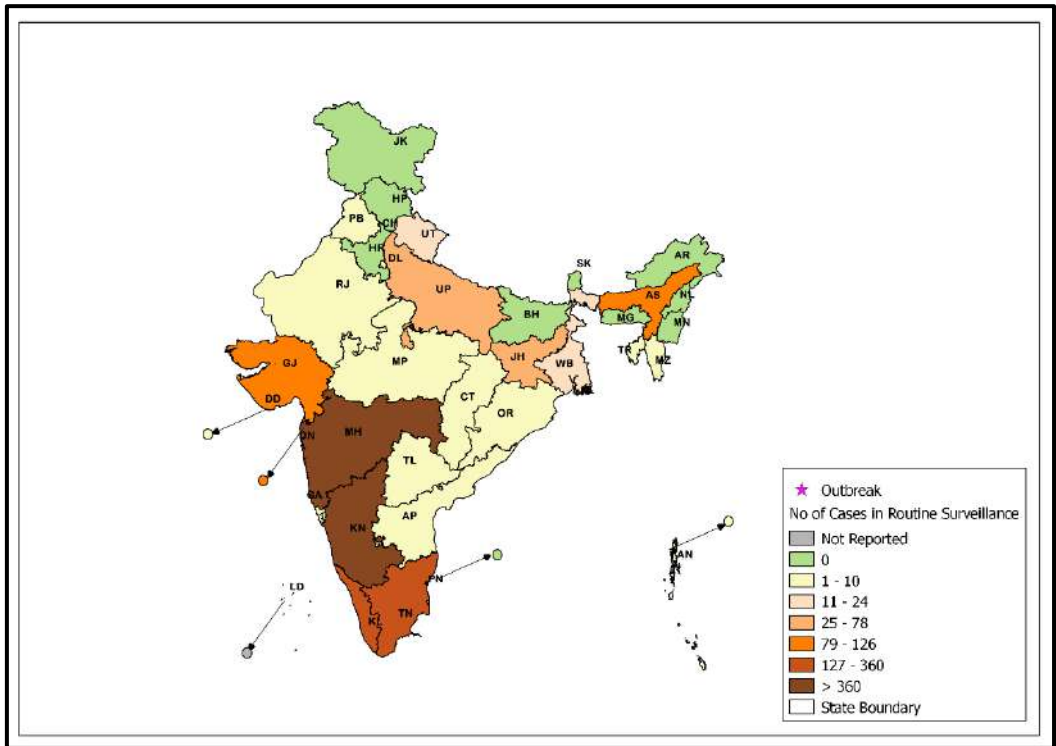 JK
HP
PB
CH
UT
HR
DL
RJ
UP
SK
AR
AS
NL
BH
MG
MN
TR
MZ
GJ
MP
JH
WB
CT
DD
OR
DN
MH
TL
GA
AP
KN
PN
AN
LD
KL
TN
Outbreak
No of Cases in Routine Surveillance
Not Reported
0
1 - 10
11 - 24
25 - 78
79 - 126
127 - 360
> 360
State Boundary